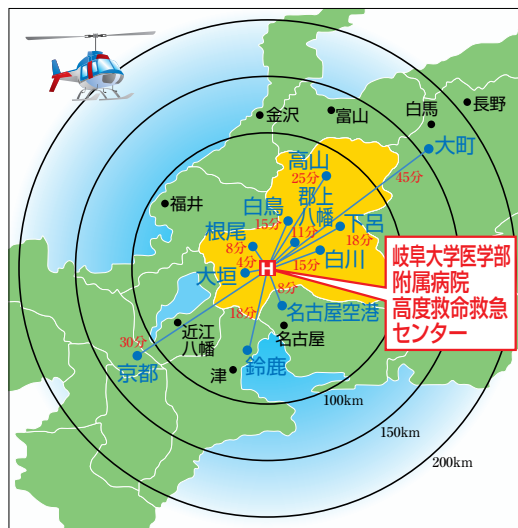 長野
白馬
富山
金沢
大町
高山
25分
45分
郡上
八幡
福井
白鳥
15分
下呂
18分
根尾
8分
11分
白川
15分
4分
大垣
H
岐阜大学医学部
附属病院
高度救命救急
センター
8分
名古屋空港
18分
名古屋
近江
八幡
30分
京都
鈴鹿
津
100km
150km
200km